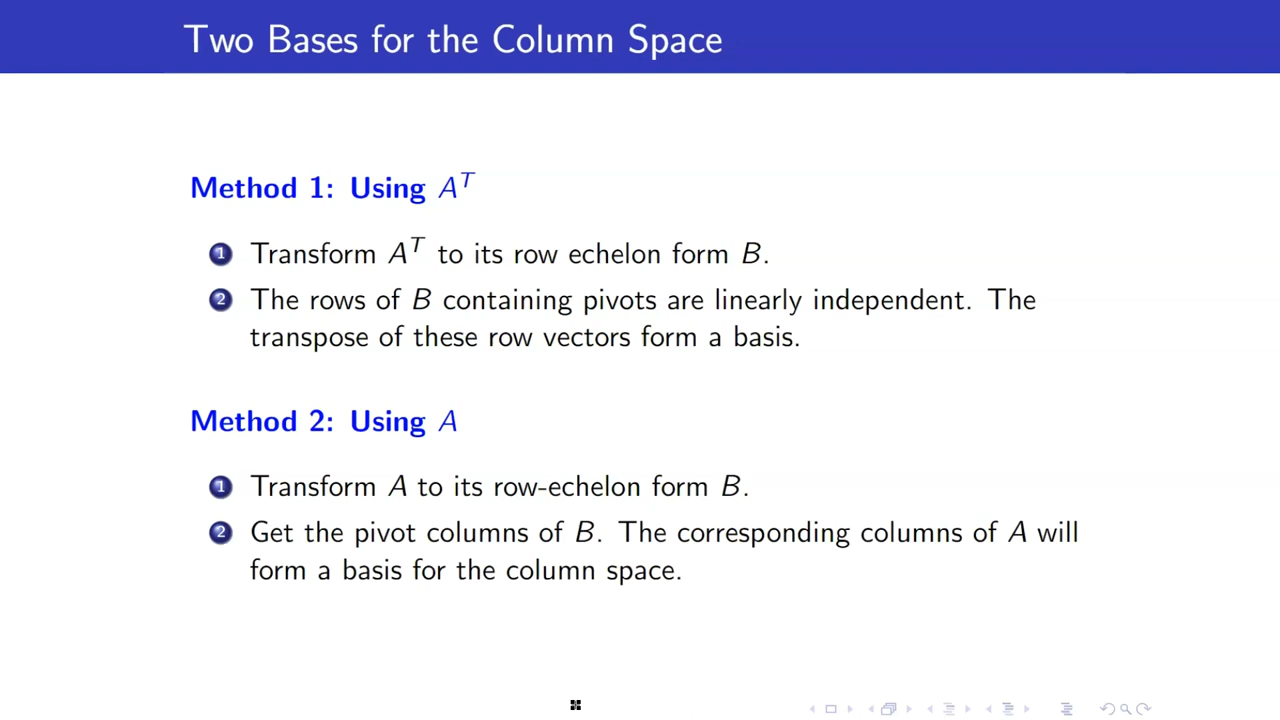 Two Bases for the Column Space
Method 1: Using A^T
1 Transform A^T to its row echelon form B.
2 The rows of B containing pivots are linearly independent. The
transpose of these row vectors form a basis.
Method 2: Using A
1 Transform A to its row-echelon form B.
2 Get the pivot columns of B. The corresponding columns of A will
form a basis for the column space.